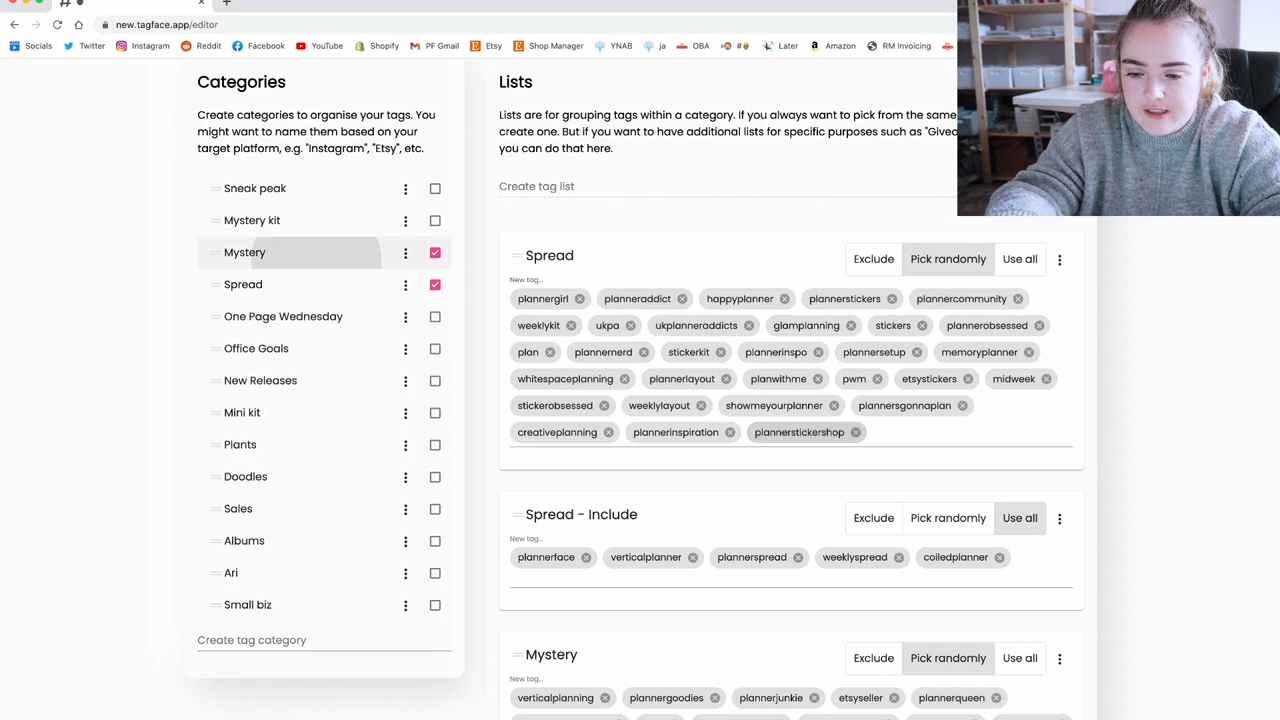 new.tagface.app/editor
Socials Twitter Instagram Reddit Facebook YouTube Shopify PF Gmail Etsy Shop Manager YNAB ja OBA Later Amazon RM Invoicing
Categories
Create categories to organise your tags. You
might want to name them based on your
target platform, e.g. "Instagram", "Etsy", etc.
Sneak peak
Mystery kit
Mystery
Spread
One Page Wednesday
Office Goals
New Releases
Mini kit
Plants
Doodles
Sales
Albums
Ari
Small biz
Create tag category
Lists
Lists are for grouping tags within a category. If you always want to pick from the same
create one. But if you want to have additional lists for specific purposes such as
you can do that here.
Create tag list
Spread Exclude Pick randomly Use all
New tag...
plannergirl planneraddict happyplanner plannerstickers plannercommunity
weeklykit ukpa ukplanneraddicts glamplanning stickers plannerobsessed
plan plannernerd stickerkit plannerinspo plannersetup memoryplanner
whitespaceplanning plannerlayout planwithme pwm etsystickers midweek
stickerobsessed weeklylayout showmeyourplanner plannersgonnaplan
creativeplanning plannerinspiration plannerstickershop
Spread - Include Exclude Pick randomly Use all
New tag...
plannerface verticalplanner plannerspread weeklyspread coiledplanner
Mystery Exclude Pick randomly Use all
New tag...
verticalplanning plannergoodies plannerjunkie etsyseller plannerqueen